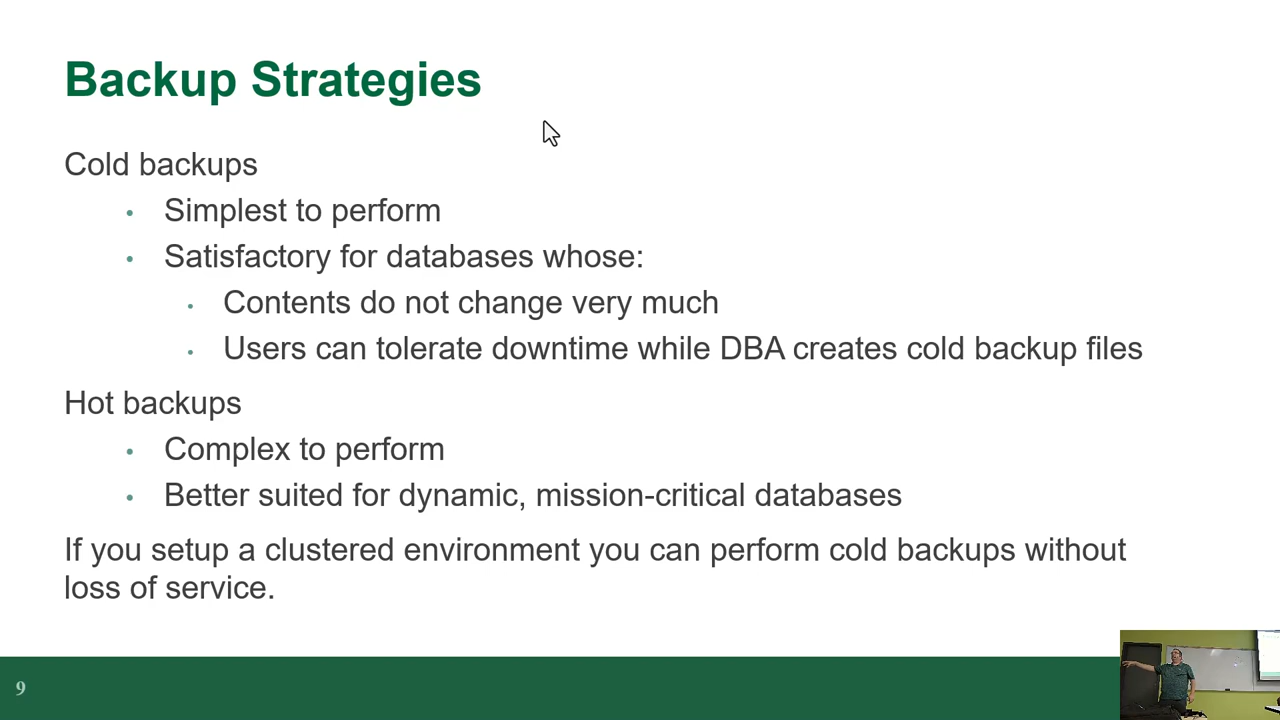 Backup Strategies
Cold backups
• Simplest to perform
• Satisfactory for databases whose:
• Contents do not change very much
• Users can tolerate downtime while DBA creates cold backup files
Hot backups
• Complex to perform
• Better suited for dynamic, mission-critical databases
If you setup a clustered environment you can perform cold backups without
loss of service.
9